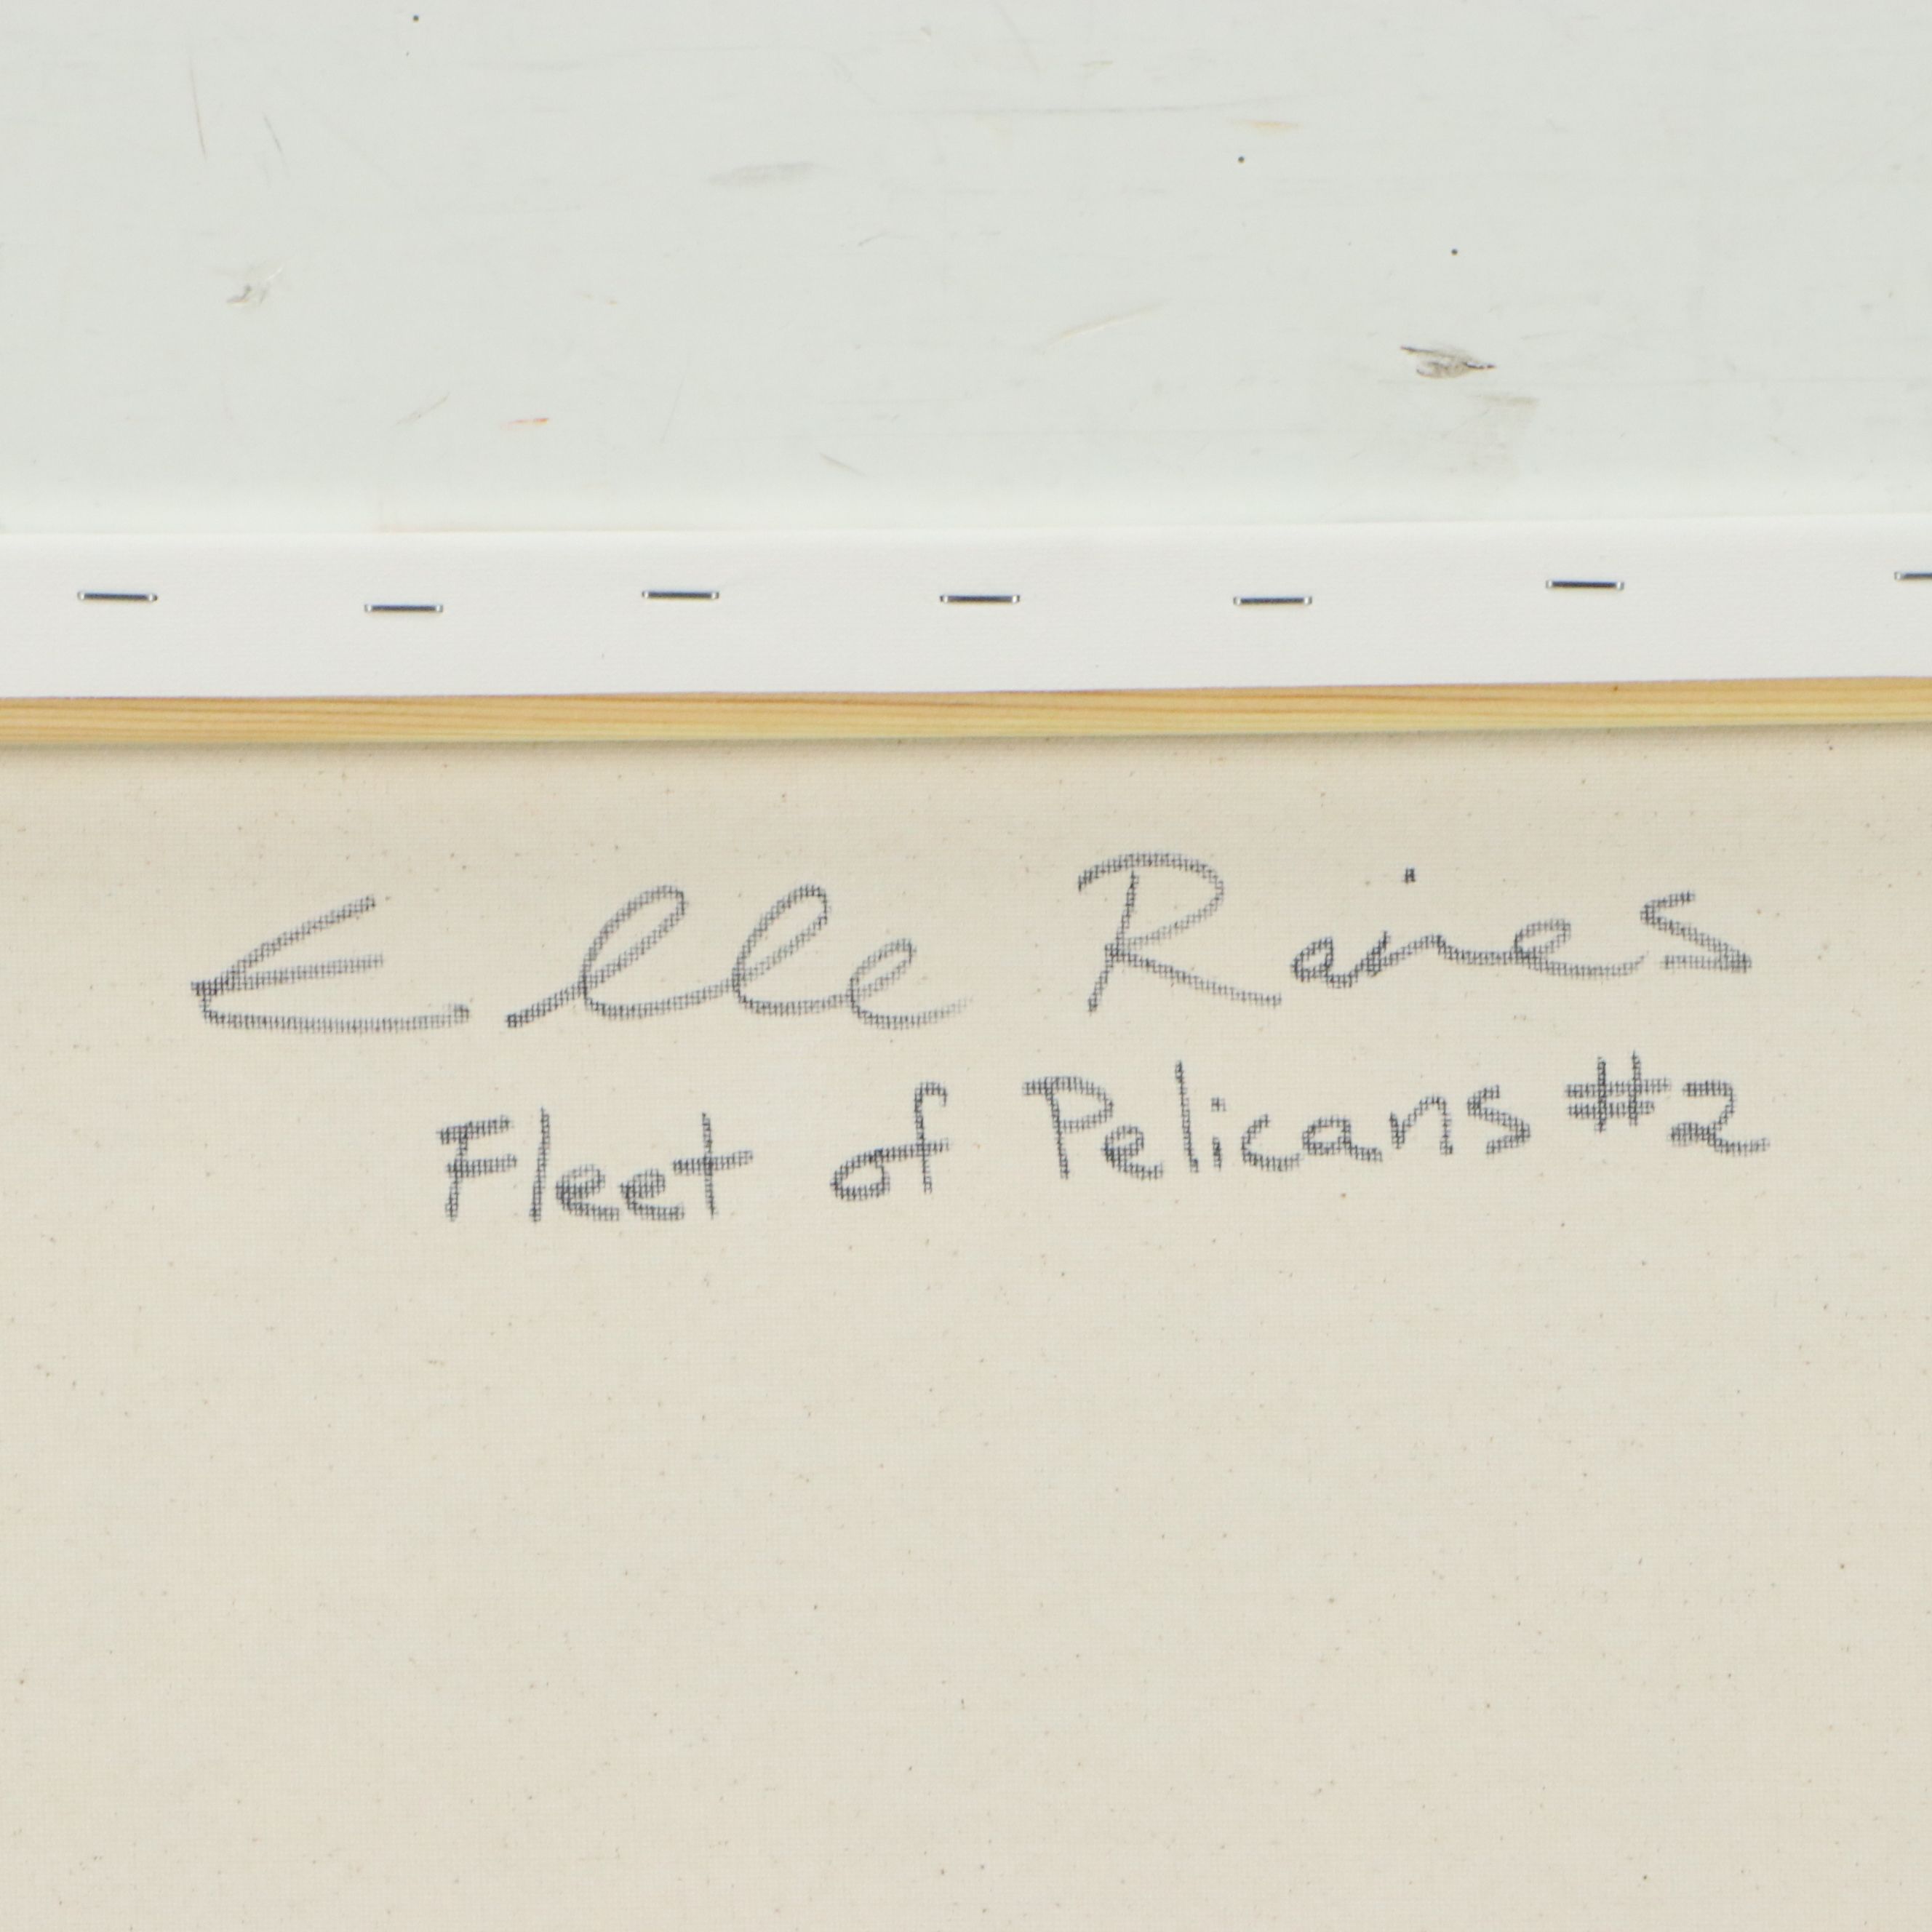 Elle Raines
Fleet of Pelicans #2